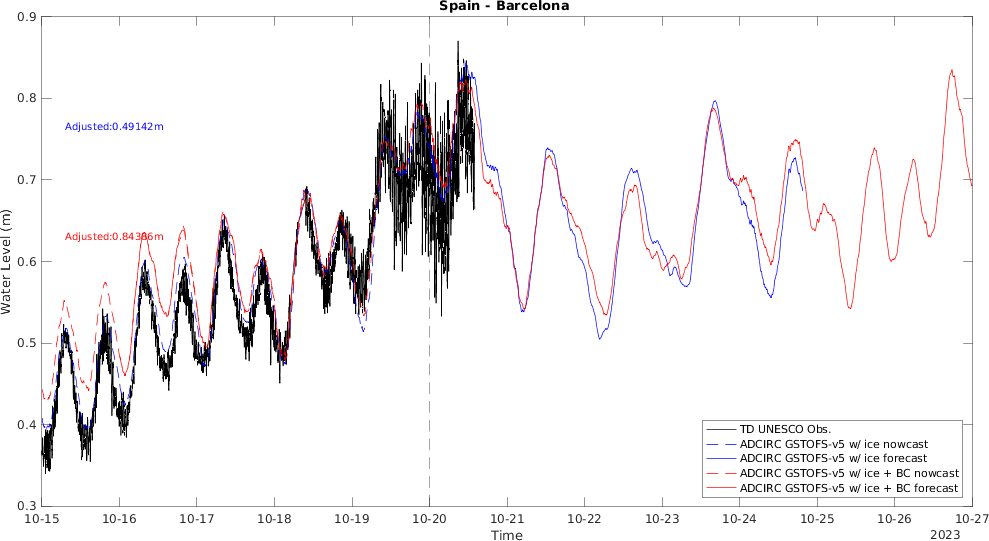 Spain - Barcelona
0.9
0.8
0.7
0.6
0.5
0.4
0.3
Water Level (m)
Adjusted:0.49142m
Adjusted:0.84386m
TD UNESCO Obs.
ADCIRC GSTOFS-v5 w/ ice nowcast
ADCIRC GSTOFS-v5 w/ ice forecast
ADCIRC GSTOFS-v5 w/ ice + BC nowcast
ADCIRC GSTOFS-v5 w/ ice + BC forecast
10-15 10-16 10-17 10-18 10-19 10-20 10-21 10-22 10-23 10-24 10-25 10-26 10-27
Time
2023